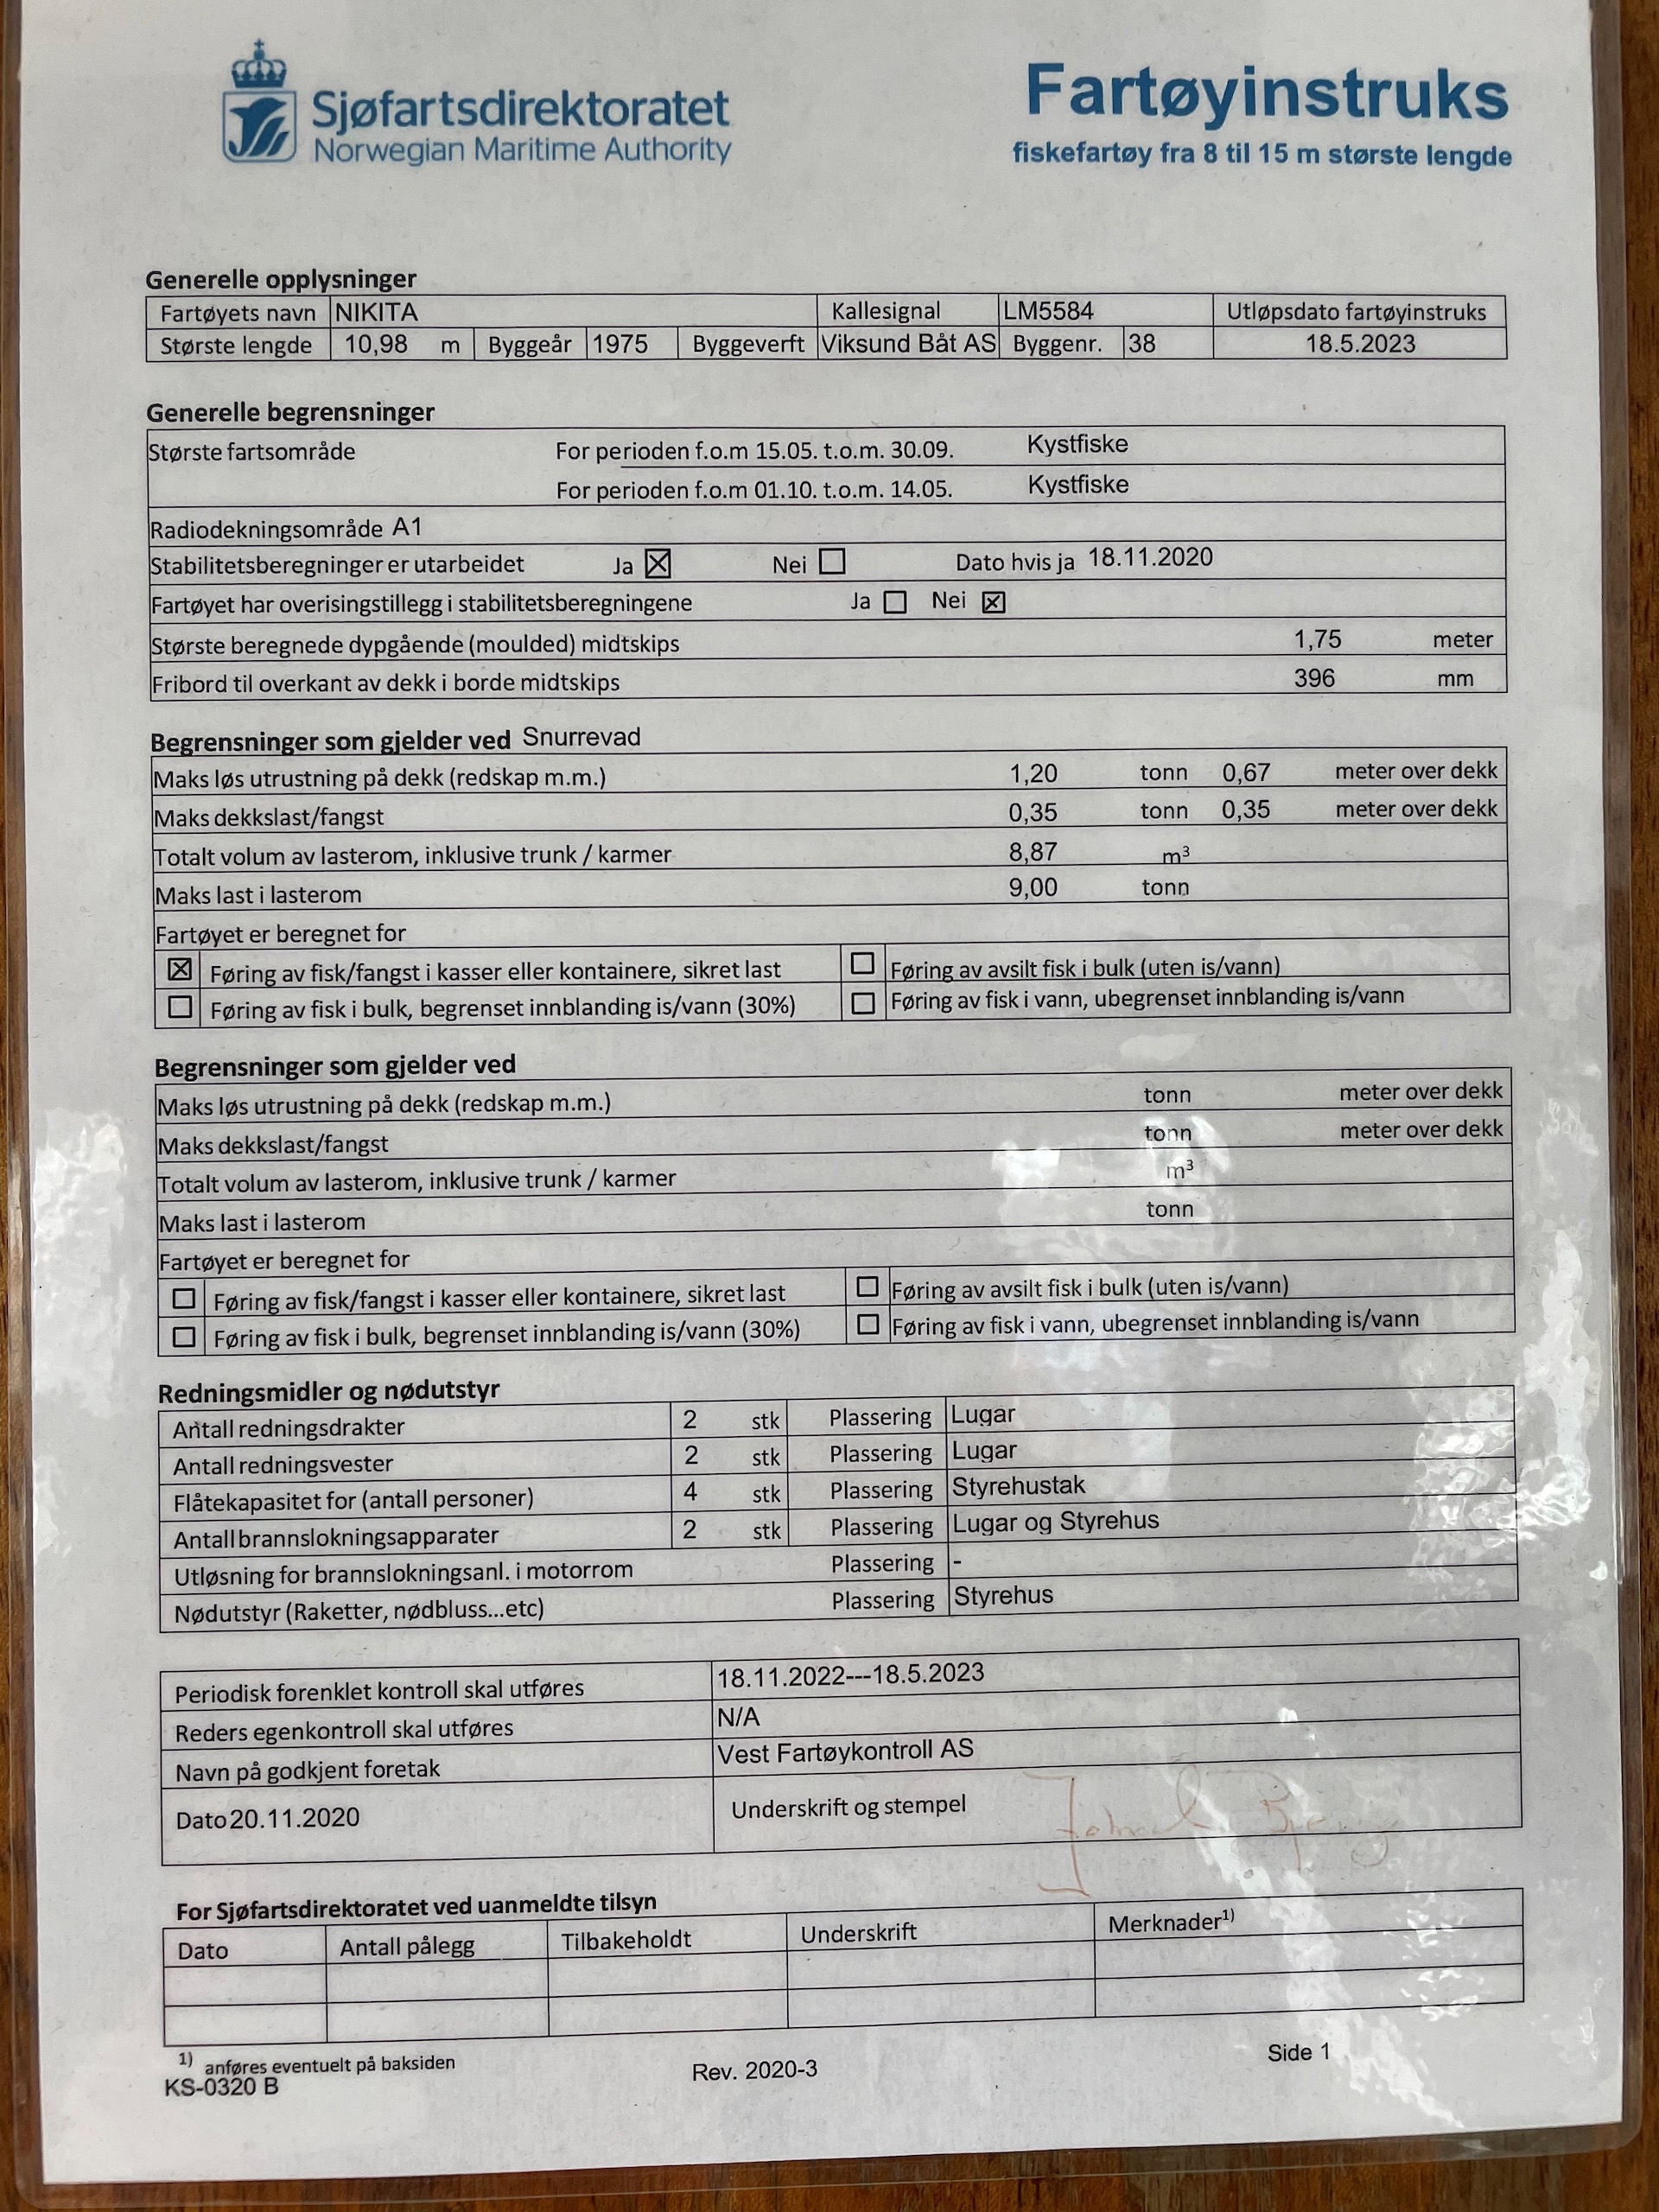 Sjøfartsdirektoratet
Norwegian Maritime Authority
Fartøyinstruks
fiskefartøy fra 8 til 15 m største lengde
Generelle opplysninger
Fartøyets navn NIKITA Kallesignal LM5584 Utløpsdato fartøyinstruks
Største lengde 10,98 m Byggeår 1975 Byggeverft Viksund Båt AS Byggenr. 38 18.5.2023
Generelle begrensninger
Største fartsområde For perioden f.o.m 15.05. t.o.m. 30.09. Kystfiske
For perioden f.o.m 01.10. t.o.m. 14.05. Kystfiske
Radiodekningsområde A1
Stabilitetsberegninger er utarbeidet Ja ☒ Nei ☐ Dato hvis ja 18.11.2020
Fartøyet har overisingstillegg i stabilitetsberegningene Ja ☐ Nei ☒
Største beregnede dypgående (moulded) midtskips 1,75 meter
Fribord til overkant av dekk i borde midtskips 396 mm
Begrensninger som gjelder ved Snurrevad
Maks løs utrustning på dekk (redskap m.m.) 1,20 tonn 0,67 meter over dekk
Maks dekkslast/fangst 0,35 tonn 0,35 meter over dekk
Totalt volum av lasterom, inklusive trunk / karmer 8,87 m³
Maks last i lasterom 9,00 tonn
Fartøyet er beregnet for
☒ Føring av fisk/fangst i kasser eller kontainere, sikret last ☐ Føring av avsilt fisk i bulk (uten is/vann)
☐ Føring av fisk i bulk, begrenset innblanding is/vann (30%) ☐ Føring av fisk i vann, ubegrenset innblanding is/vann
Begrensninger som gjelder ved
Maks løs utrustning på dekk (redskap m.m.) tonn meter over dekk
Maks dekkslast/fangst tonn meter over dekk
Totalt volum av lasterom, inklusive trunk / karmer m³
Maks last i lasterom tonn
Fartøyet er beregnet for
☐ Føring av fisk/fangst i kasser eller kontainere, sikret last ☐ Føring av avsilt fisk i bulk (uten is/vann)
☐ Føring av fisk i bulk, begrenset innblanding is/vann (30%) ☐ Føring av fisk i vann, ubegrenset innblanding is/vann
Redningsmidler og nødutstyr
Antall redningsdrakter 2 stk Plassering Lugar
Antall redningsvester 2 stk Plassering Lugar
Flåtekapasitet for (antall personer) 4 stk Plassering Styrehustak
Antall brannslokningsapparater 2 stk Plassering Lugar og Styrehus
Utløsning for brannslokningsanl. i motorrom Plassering -
Nødutstyr (Raketter, nødbluss...etc) Plassering Styrehus
Periodisk forenklet kontroll skal utføres 18.11.2022---18.5.2023
Reders egenkontroll skal utføres N/A
Navn på godkjent foretak Vest Fartøykontroll AS
Dato 20.11.2020 Underskrift og stempel
For Sjøfartsdirektoratet ved uanmeldte tilsyn
Dato Antall pålegg Tilbakeholdt Underskrift Merknader¹⁾
¹⁾ anføres eventuelt på baksiden
KS-0320 B Rev. 2020-3 Side 1